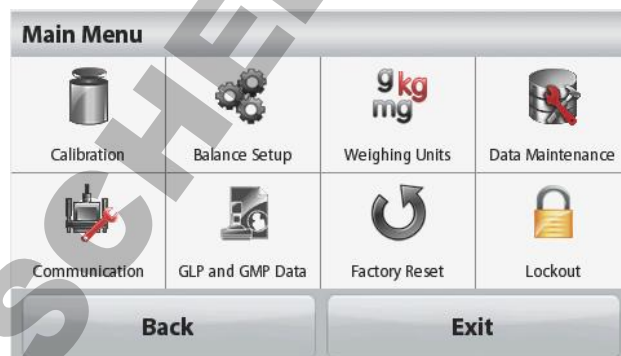 Main Menu
g kg
mg
Calibration
Balance Setup
Weighing Units
Data Maintenance
Communication
GLP and GMP Data
Factory Reset
Lockout
Back
Exit